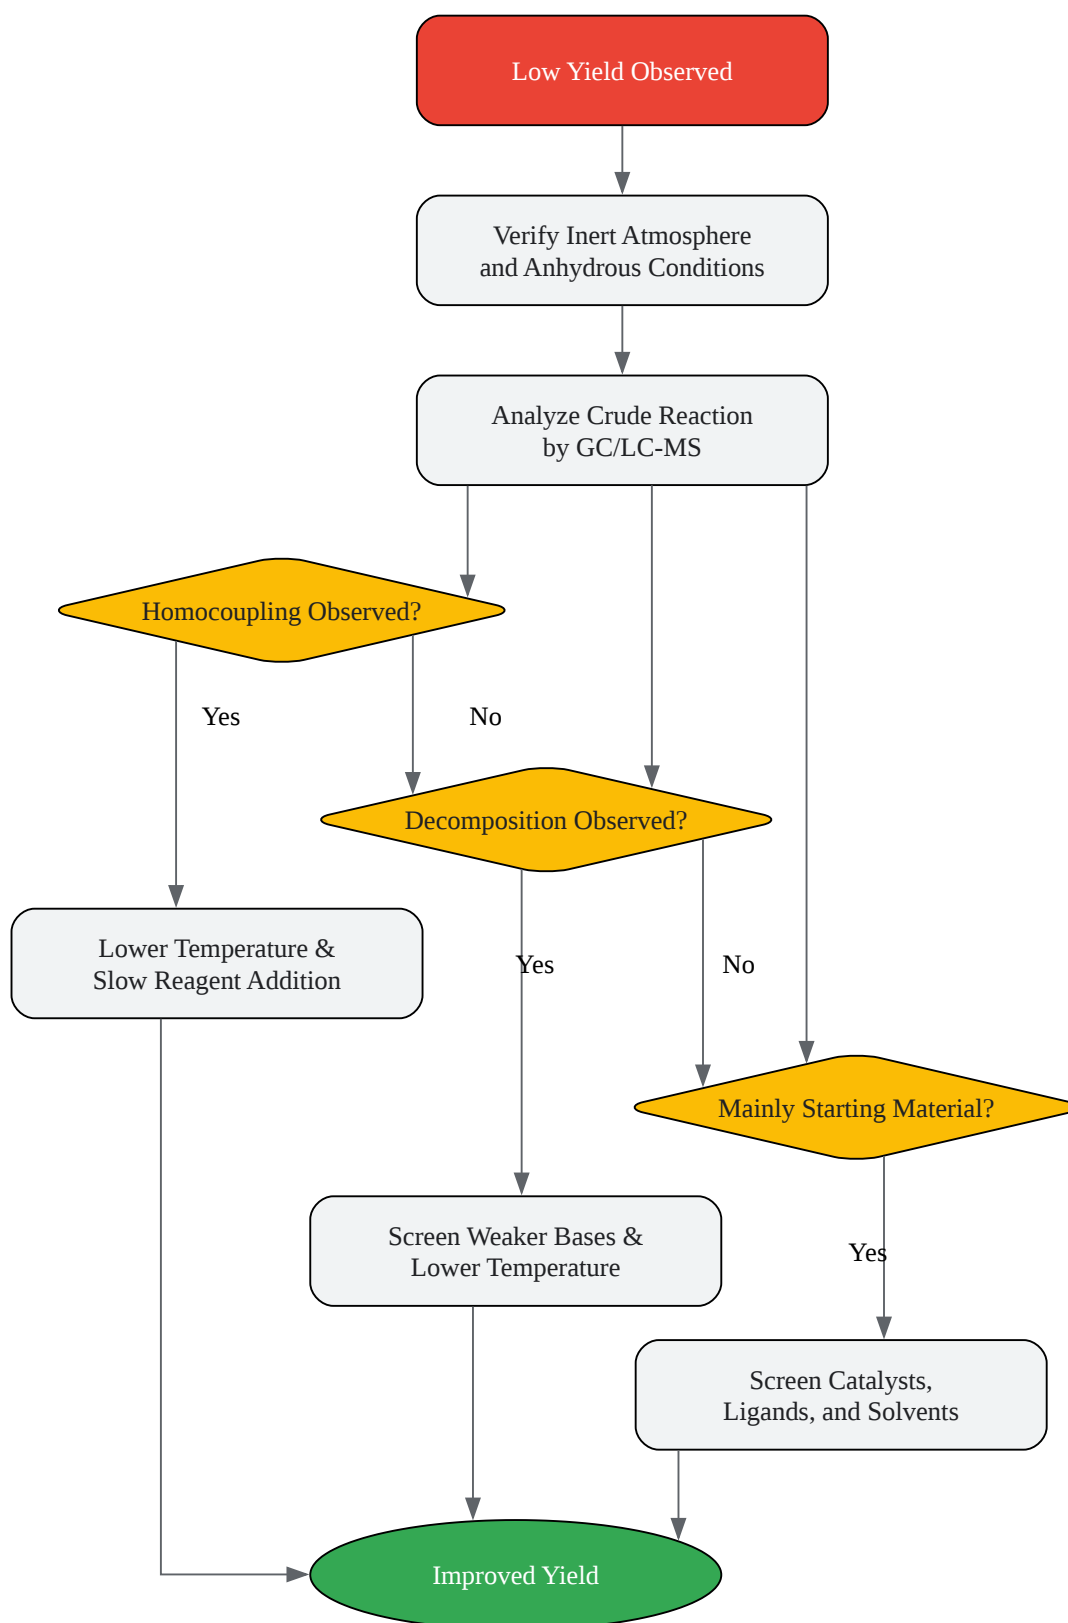 Low Yield Observed
Verify Inert Atmosphere
and Anhydrous Conditions
Analyze Crude Reaction
by GC/LC-MS
Homocoupling Observed?
Yes
No
Decomposition Observed?
Lower Temperature &
Slow Reagent Addition
Yes
No
Mainly Starting Material?
Screen Weaker Bases &
Lower Temperature
Yes
Screen Catalysts,
Ligands, and Solvents
Improved Yield